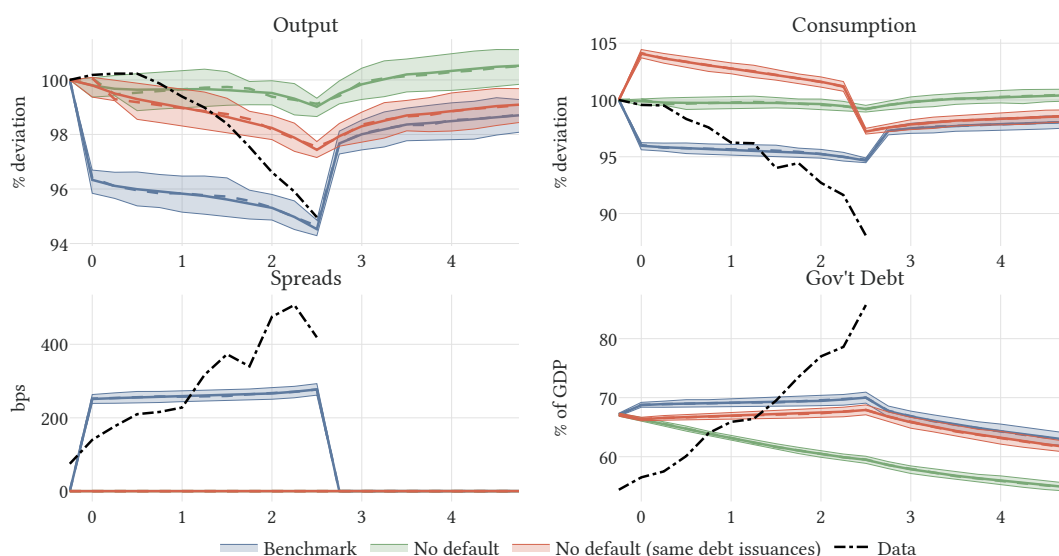 Output
% deviation
100
98
96
94
0 1 2 3 4
Consumption
% deviation
105
100
95
90
0 1 2 3 4
Spreads
bps
400
200
0
0 1 2 3 4
Gov't Debt
% of GDP
80
70
60
0 1 2 3 4
Benchmark No default No default (same debt issuances) Data